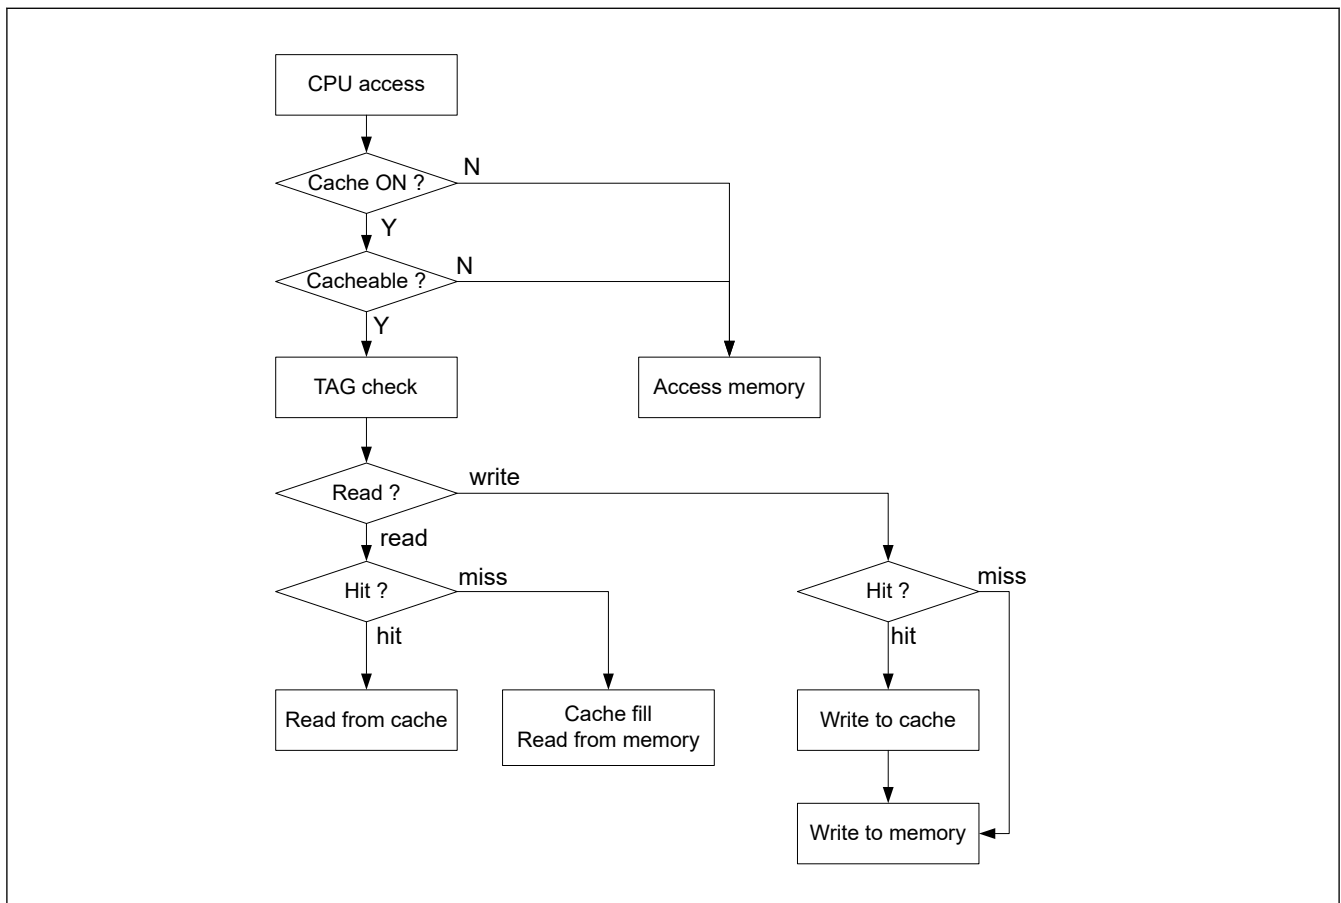 CPU access
Cache ON ?
N
Y
Cacheable ?
N
Y
TAG check
Access memory
Read ?
write
read
Hit ?
miss
hit
Hit ?
miss
hit
Read from cache
Cache fill
Read from memory
Write to cache
Write to memory